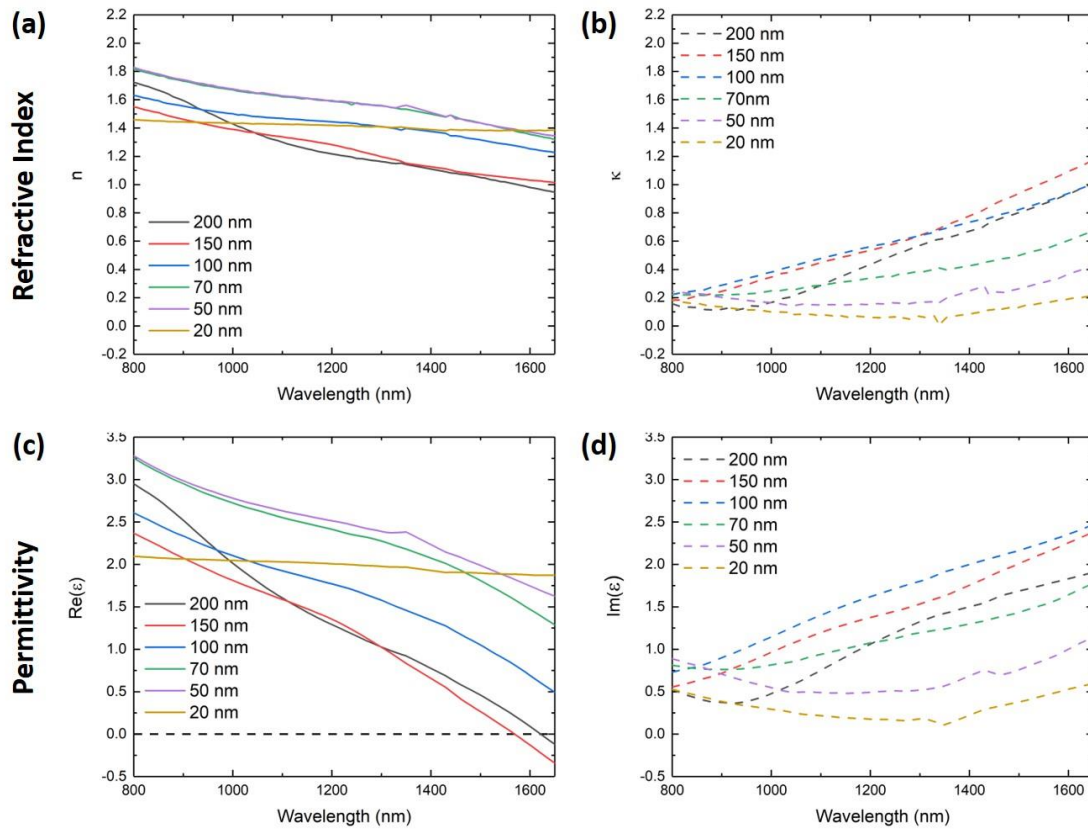 Refractive Index
(a)
2.2
2.0
1.8
1.6
1.4
1.2
1.0
0.8
0.6
0.4
0.2
0.0
-0.2
n
200 nm
150 nm
100 nm
70 nm
50 nm
20 nm
800 1000 1200 1400 1600
Wavelength (nm)
(b)
2.2
2.0
1.8
1.6
1.4
1.2
1.0
0.8
0.6
0.4
0.2
0.0
-0.2
κ
200 nm
150 nm
100 nm
70nm
50 nm
20 nm
800 1000 1200 1400 1600
Wavelength (nm)
Permittivity
(c)
3.5
3.0
2.5
2.0
1.5
1.0
0.5
0.0
-0.5
Re(ε)
200 nm
150 nm
100 nm
70 nm
50 nm
20 nm
800 1000 1200 1400 1600
Wavelength (nm)
(d)
3.5
3.0
2.5
2.0
1.5
1.0
0.5
0.0
-0.5
Im(ε)
200 nm
150 nm
100 nm
70 nm
50 nm
20 nm
800 1000 1200 1400 1600
Wavelength (nm)